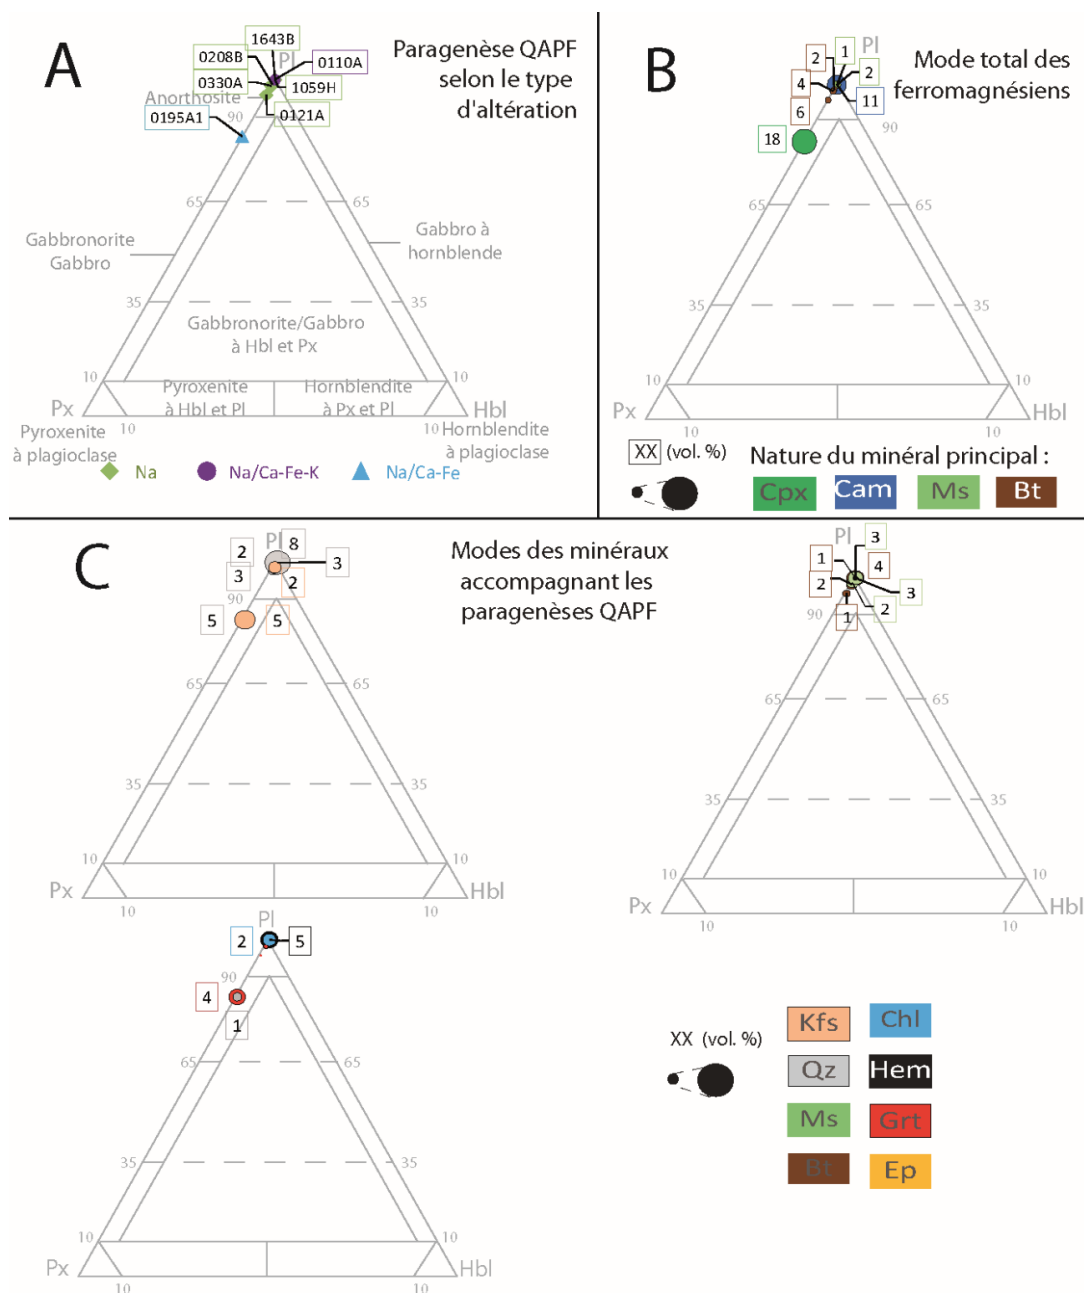 A
Paragenèse QAPF
selon le type
d'altération
1643B
Pl
0208B
0110A
0330A
1059H
Anorthosite
90
0195A1
0121A
65
65
Gabbronorite
Gabbro
Gabbro à
hornblende
35
35
Gabbronorite/Gabbro
à Hbl et Px
10
10
Pyroxenite
à Hbl et Pl
Hornblendite
à Px et Pl
Px
Hbl
10
10
Pyroxenite
à plagioclase
Hornblendite
à plagioclase
Na
Na/Ca-Fe-K
Na/Ca-Fe
B
Mode total des
ferromagnésiens
Pl
2
1
4
2
6
11
90
18
65
65
35
35
10
10
Px
Hbl
10
10
XX (vol. %)
Nature du minéral principal :
Cpx
Cam
Ms
Bt
C
Modes des minéraux
accompagnant les
paragenèses QAPF
Pl
2
8
3
3
2
90
5
5
65
65
35
35
10
10
Px
Hbl
10
10
Pl
3
1
4
2
3
2
1
90
65
65
35
35
10
10
Px
Hbl
10
10
Pl
2
5
90
4
1
65
65
35
35
10
10
Px
Hbl
10
10
XX (vol. %)
Kfs
Chl
Qz
Hem
Ms
Grt
Bt
Ep